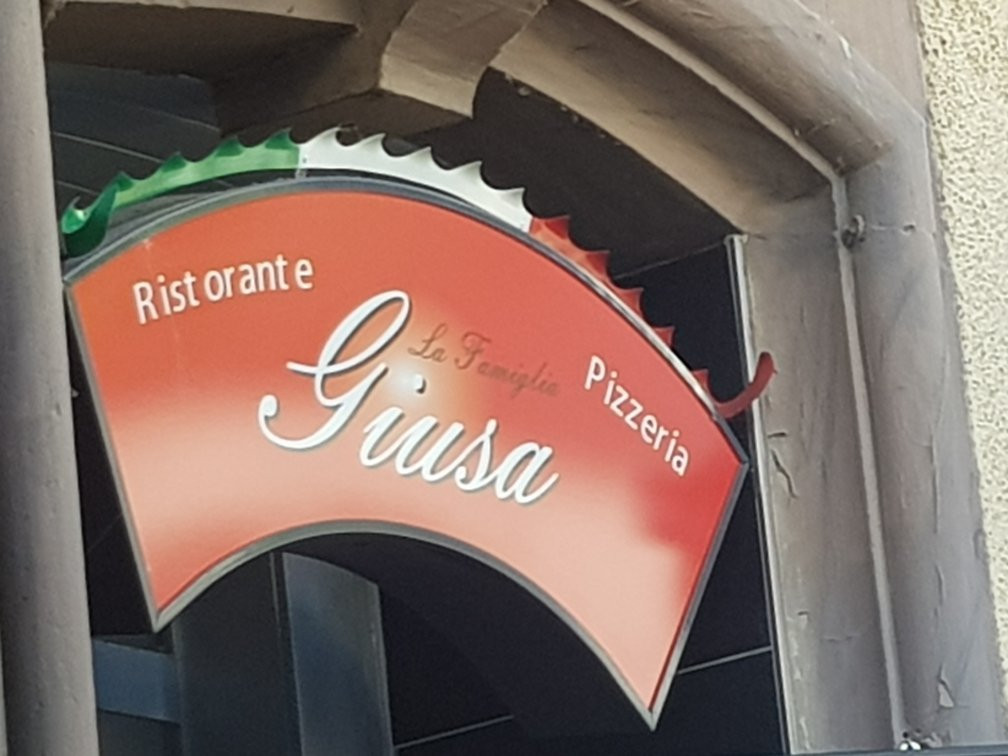 Ristorante
La Famiglia
Giusa
Pizzeria